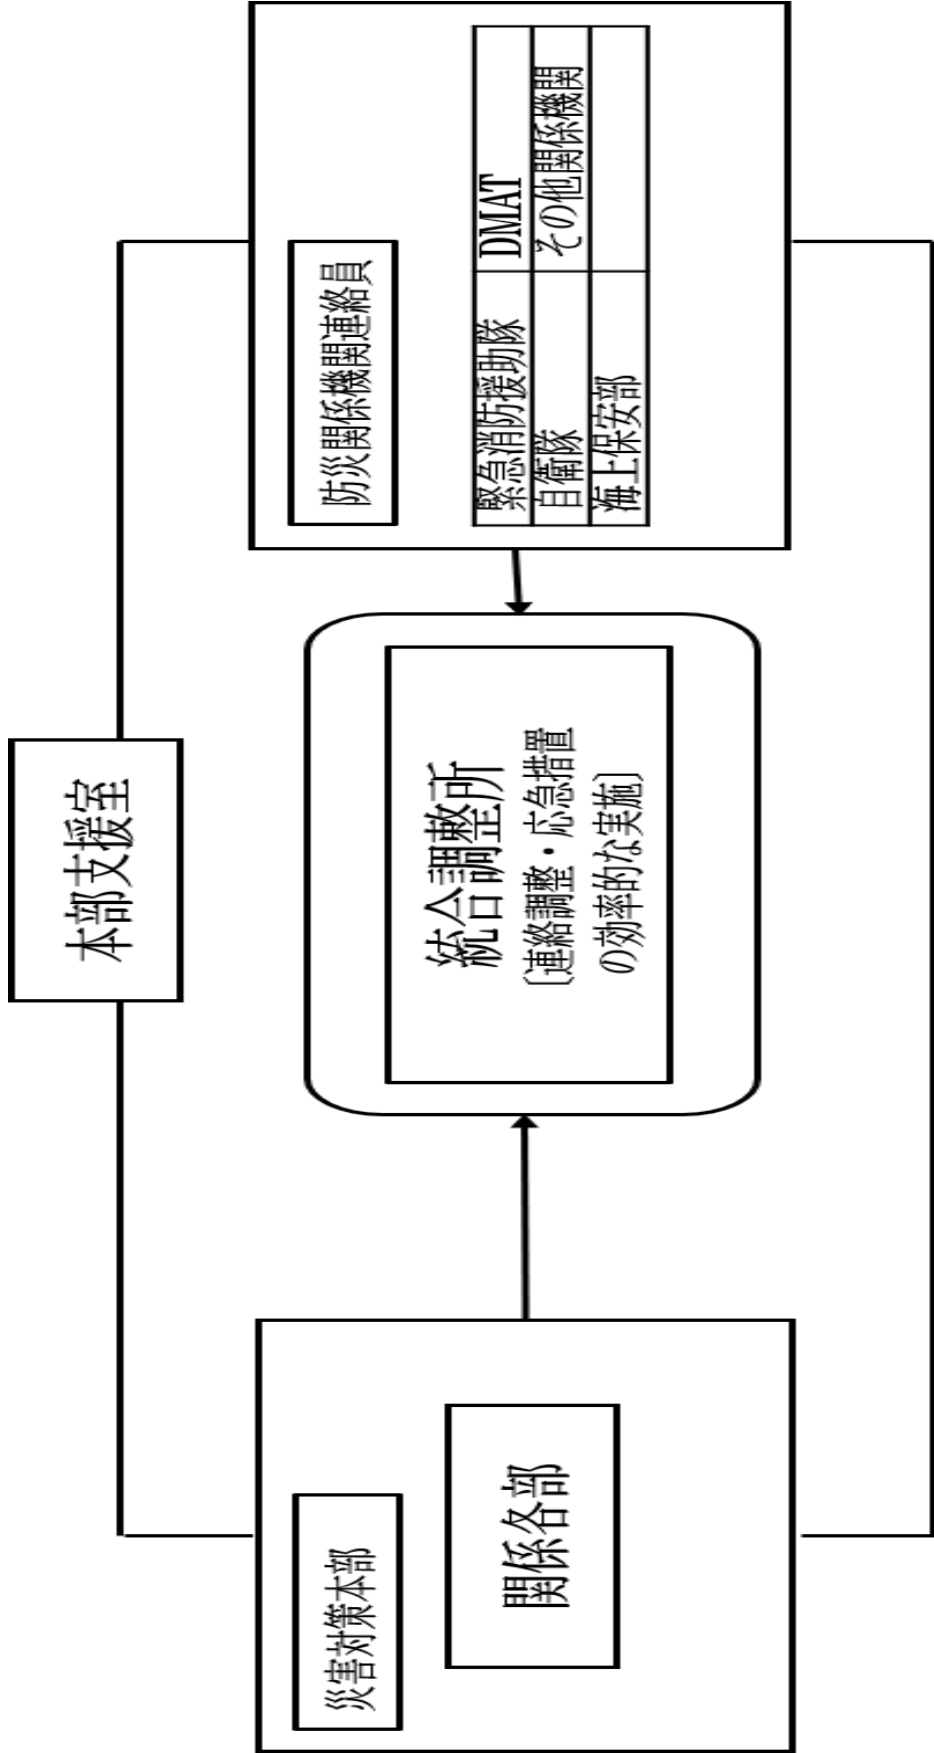 本部支援室
災害対策本部
関係各部
統合調整所
〔連絡調整・応急措置
の効率的な実施〕
防災関係機関連絡員
緊急消防援助隊
DMAT
自衛隊
その他関係機関
海上保安部